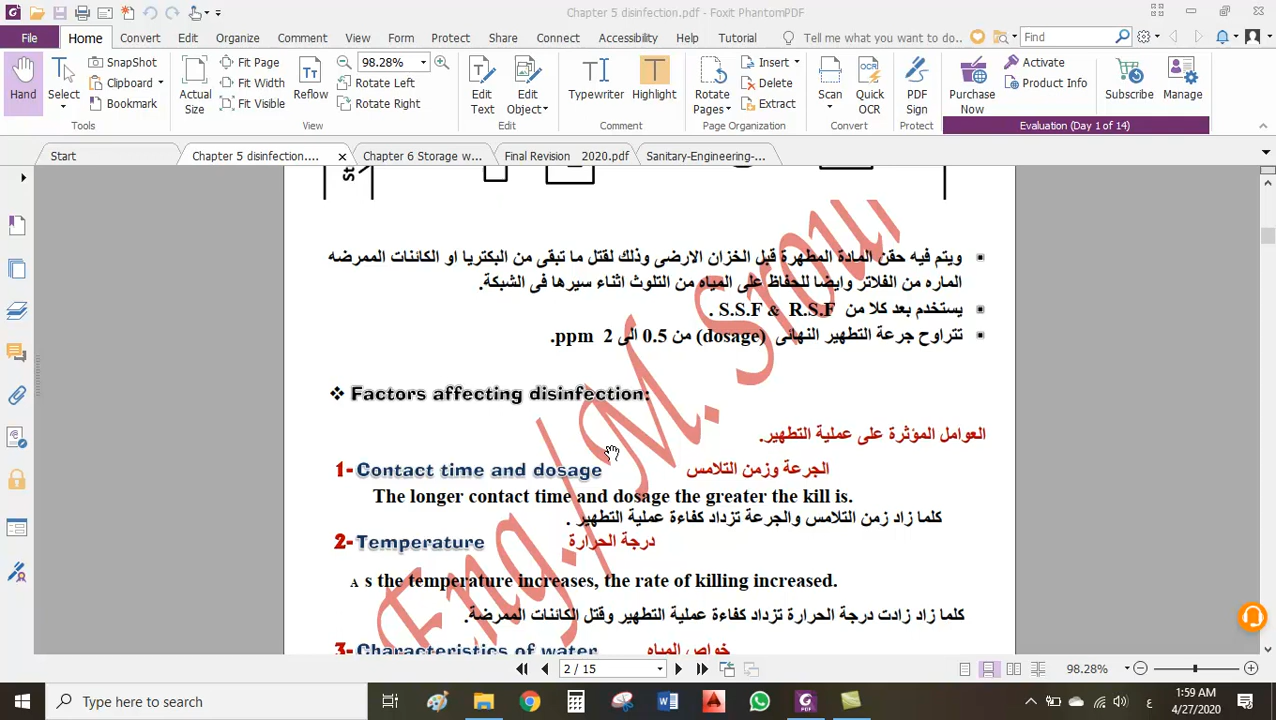 Chapter 5 disinfection.pdf - Foxit PhantomPDF
File Home Convert Edit Organize Comment View Form Protect Share Connect Accessibility Help Tutorial Tell me what you want to do.. Find
Hand
Select
SnapShot
Clipboard
Bookmark
Actual Size
Fit Page
Fit Width
Fit Visible
Reflow
98.28%
Rotate Left
Rotate Right
Edit Text
Edit Object
Typewriter
Highlight
Rotate Pages
Insert
Delete
Extract
Scan
Quick OCR
PDF Sign
Purchase Now
Activate
Product Info
Subscribe
Manage
Tools View Edit Comment Page Organization Convert Protect Evaluation (Day 1 of 14)
Start Chapter 5 disinfection.... Chapter 6 Storage w... Final Revision 2020.pdf Sanitary-Engineering-...
▪ ويتم فيه حقن المادة المطهرة قبل الخزان الارضى وذلك لقتل ما تبقى من البكتريا او الكائنات الممرضه
الماره من الفلاتر وايضا للحفاظ على المياه من التلوث اثناء سيرها فى الشبكة.
▪ يستخدم بعد كلا من S.S.F & R.S.F .
▪ تتراوح جرعة التطهير النهائى (dosage) من 0.5 الى 2 ppm.
❖ Factors affecting disinfection:
العوامل المؤثرة على عملية التطهير.
1- Contact time and dosage الجرعة وزمن التلامس
The longer contact time and dosage the greater the kill is.
كلما زاد زمن التلامس والجرعة تزداد كفاءة عملية التطهير .
2- Temperature درجة الحرارة
A s the temperature increases, the rate of killing increased.
كلما زاد زادت درجة الحرارة تزداد كفاءة عملية التطهير وقتل الكائنات الممرضة.
3- Characteristics of water خواص المياه
Eng/M. Srour
2 / 15
98.28%
Type here to search
1:59 AM
4/27/2020